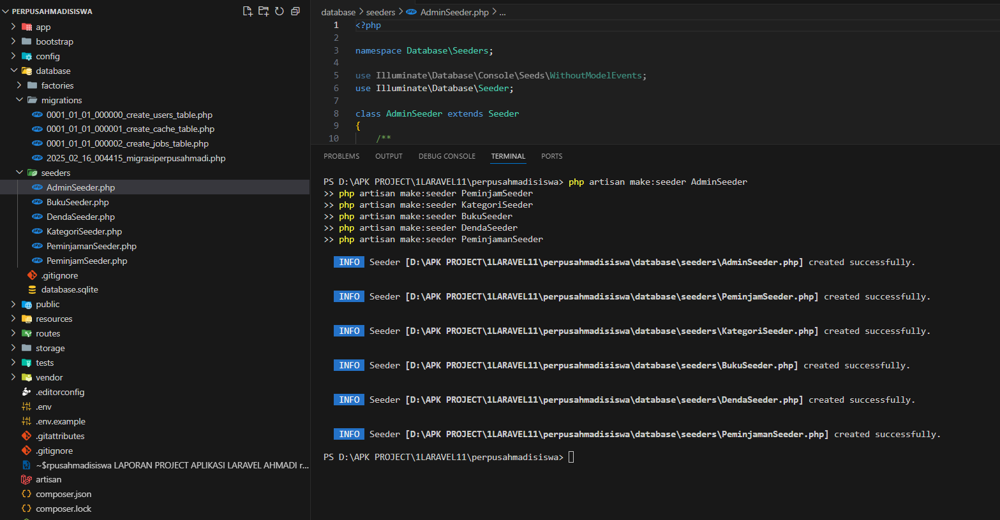 PERPUSAHMADISISWA
app
bootstrap
config
database
factories
migrations
0001_01_01_000000_create_users_table.php
0001_01_01_000001_create_cache_table.php
0001_01_01_000002_create_jobs_table.php
2025_02_16_004415_migrasiperpusahmadi.php
seeders
AdminSeeder.php
BukuSeeder.php
DendaSeeder.php
KategoriSeeder.php
PeminjamanSeeder.php
PeminjamSeeder.php
.gitignore
database.sqlite
public
resources
routes
storage
tests
vendor
.editorconfig
.env
.env.example
.gitattributes
.gitignore
~$rpusahmadisiswa LAPORAN PROJECT APLIKASI LARAVEL AHMADI r...
artisan
composer.json
composer.lock
database > seeders > AdminSeeder.php > ...
1 <?php
2
3 namespace Database\Seeders;
4
5 use Illuminate\Database\Console\Seeds\WithoutModelEvents;
6 use Illuminate\Database\Seeder;
7
8 class AdminSeeder extends Seeder
9 {
10 /**
PROBLEMS OUTPUT DEBUG CONSOLE TERMINAL PORTS
PS D:\APK PROJECT\1LARAVEL11\perpusahmadisiswa> php artisan make:seeder AdminSeeder
>> php artisan make:seeder PeminjamSeeder
>> php artisan make:seeder KategoriSeeder
>> php artisan make:seeder BukuSeeder
>> php artisan make:seeder DendaSeeder
>> php artisan make:seeder PeminjamanSeeder
INFO Seeder [D:\APK PROJECT\1LARAVEL11\perpusahmadisiswa\database\seeders\AdminSeeder.php] created successfully.
INFO Seeder [D:\APK PROJECT\1LARAVEL11\perpusahmadisiswa\database\seeders\PeminjamSeeder.php] created successfully.
INFO Seeder [D:\APK PROJECT\1LARAVEL11\perpusahmadisiswa\database\seeders\KategoriSeeder.php] created successfully.
INFO Seeder [D:\APK PROJECT\1LARAVEL11\perpusahmadisiswa\database\seeders\BukuSeeder.php] created successfully.
INFO Seeder [D:\APK PROJECT\1LARAVEL11\perpusahmadisiswa\database\seeders\DendaSeeder.php] created successfully.
INFO Seeder [D:\APK PROJECT\1LARAVEL11\perpusahmadisiswa\database\seeders\PeminjamanSeeder.php] created successfully.
PS D:\APK PROJECT\1LARAVEL11\perpusahmadisiswa>